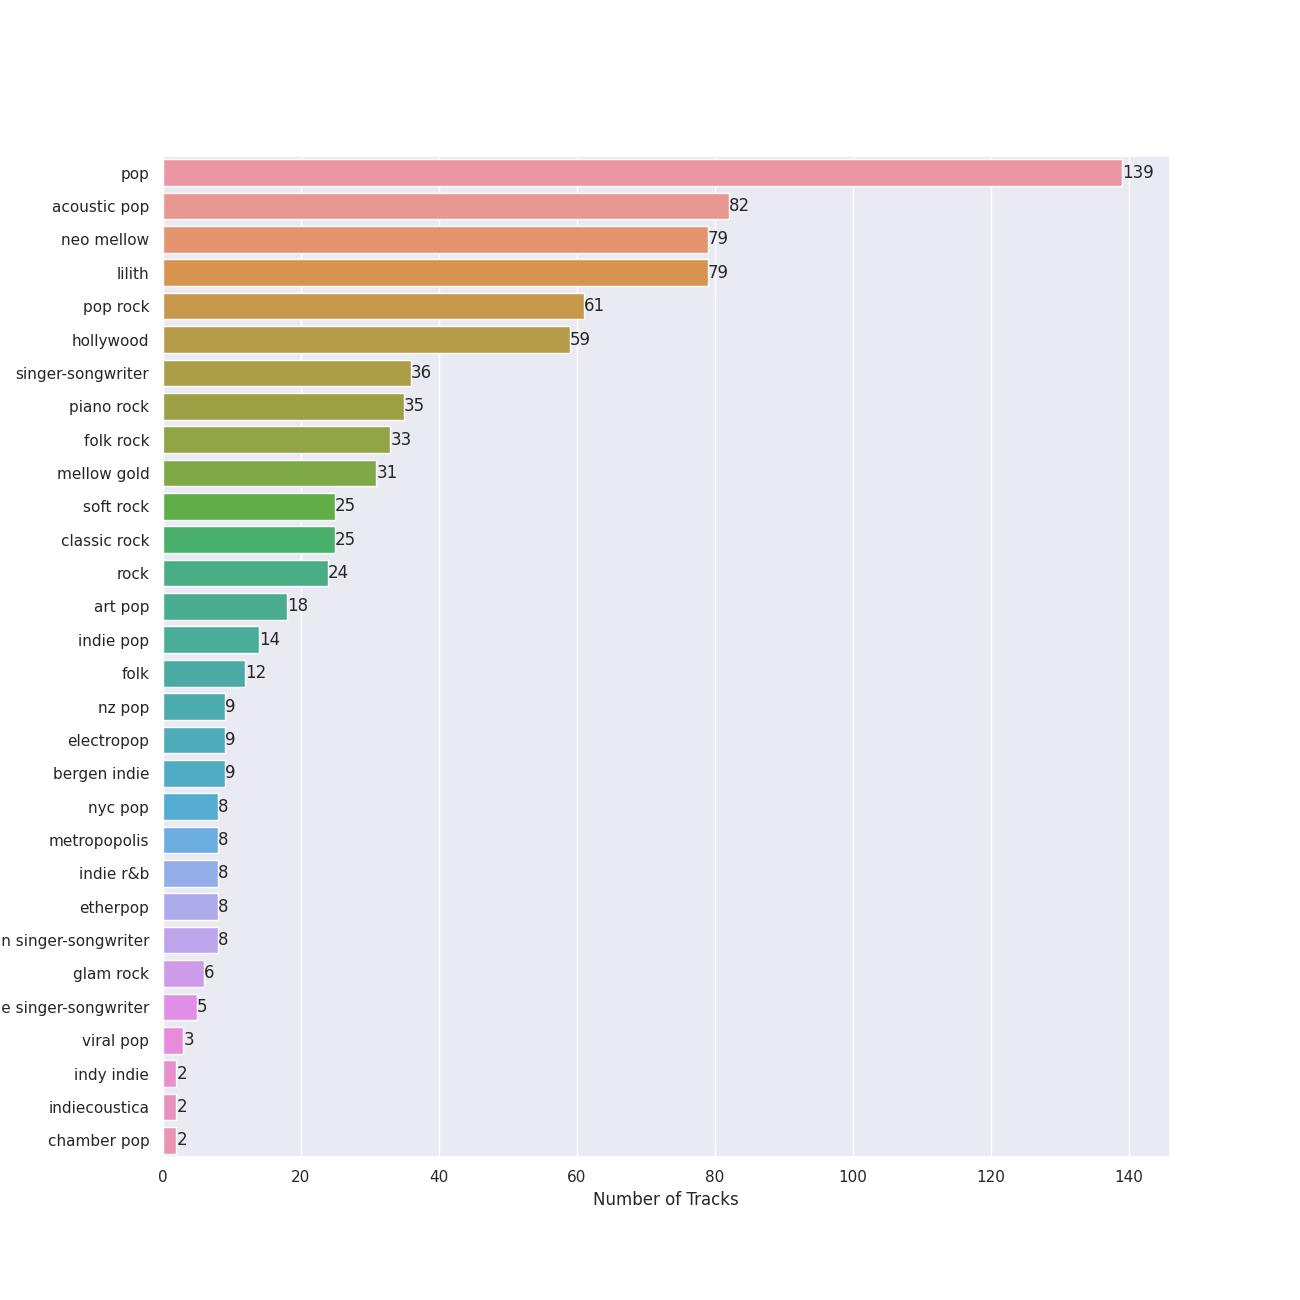 pop 139
acoustic pop 82
neo mellow 79
lilith 79
pop rock 61
hollywood 59
singer-songwriter 36
piano rock 35
folk rock 33
mellow gold 31
soft rock 25
classic rock 25
rock 24
art pop 18
indie pop 14
folk 12
nz pop 9
electropop 9
bergen indie 9
nyc pop 8
metropopolis 8
indie r&b 8
etherpop 8
n singer-songwriter 8
glam rock 6
e singer-songwriter 5
viral pop 3
indy indie 2
indiecoustica 2
chamber pop 2
0 20 40 60 80 100 120 140
Number of Tracks